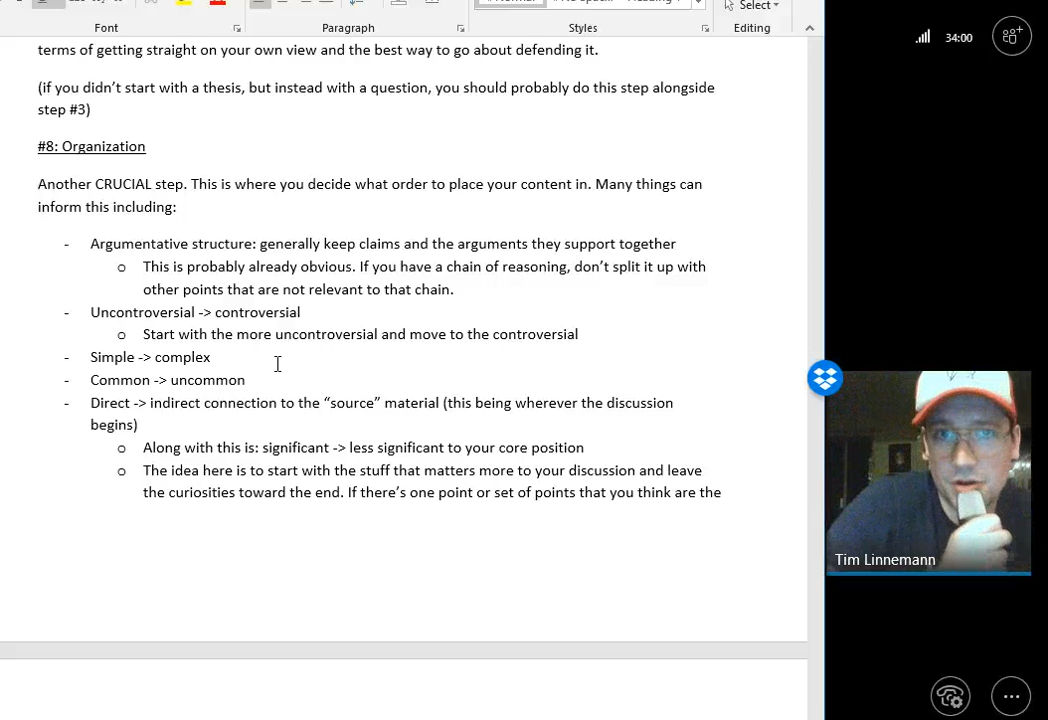 Select
Font
Paragraph
Styles
Editing
34:00
terms of getting straight on your own view and the best way to go about defending it.
(if you didn’t start with a thesis, but instead with a question, you should probably do this step alongside
step #3)
#8: Organization
Another CRUCIAL step. This is where you decide what order to place your content in. Many things can
inform this including:
- Argumentative structure: generally keep claims and the arguments they support together
o This is probably already obvious. If you have a chain of reasoning, don’t split it up with
other points that are not relevant to that chain.
- Uncontroversial -> controversial
o Start with the more uncontroversial and move to the controversial
- Simple -> complex
- Common -> uncommon
- Direct -> indirect connection to the “source” material (this being wherever the discussion
begins)
o Along with this is: significant -> less significant to your core position
o The idea here is to start with the stuff that matters more to your discussion and leave
the curiosities toward the end. If there’s one point or set of points that you think are the
Tim Linnemann